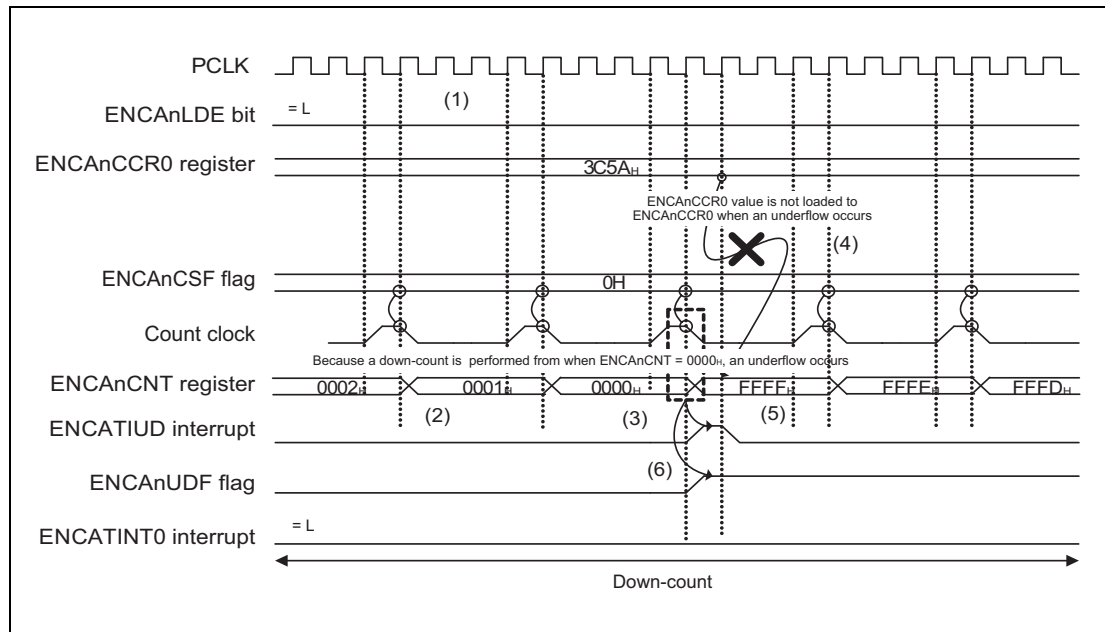 PCLK
(1)
ENCAnLDE bit
= L
ENCAnCCR0 register
3C5AH
ENCAnCCR0 value is not loaded to
ENCAnCCR0 when an underflow occurs
(4)
ENCAnCSF flag
0H
Count clock
Because a down-count is performed from when ENCAnCNT = 0000H, an underflow occurs
ENCAnCNT register
0002H
0001H
0000H
FFFFH
FFFEH
FFFDH
(2)
(3)
(5)
ENCATIUD interrupt
(6)
ENCAnUDF flag
ENCATINT0 interrupt
= L
Down-count